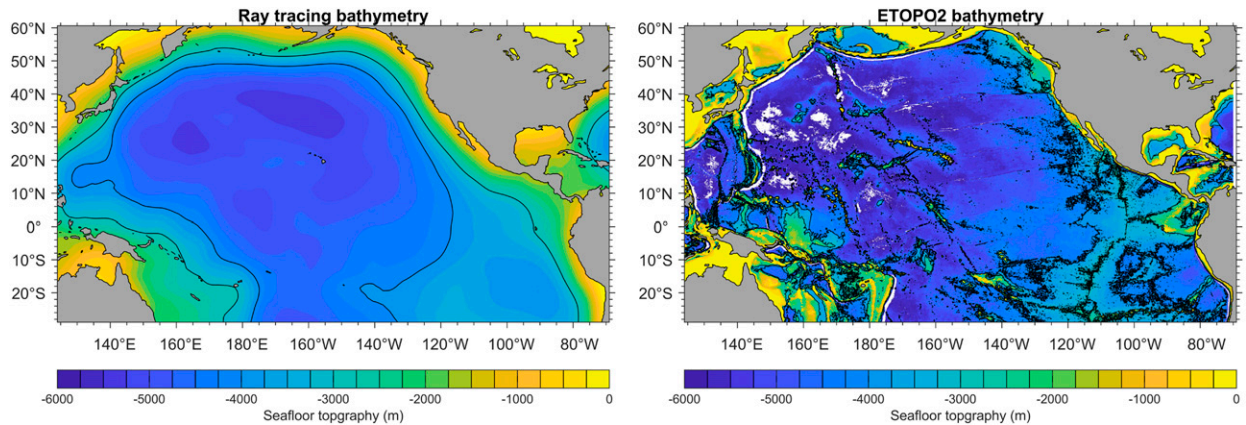 Ray tracing bathymetry
60°N
50°N
40°N
30°N
20°N
10°N
0°
10°S
20°S
140°E 160°E 180°W 160°W 140°W 120°W 100°W 80°W
-6000 -5000 -4000 -3000 -2000 -1000 0
Seafloor topgraphy (m)
ETOPO2 bathymetry
60°N
50°N
40°N
30°N
20°N
10°N
0°
10°S
20°S
140°E 160°E 180°W 160°W 140°W 120°W 100°W 80°W
-6000 -5000 -4000 -3000 -2000 -1000 0
Seafloor topgraphy (m)